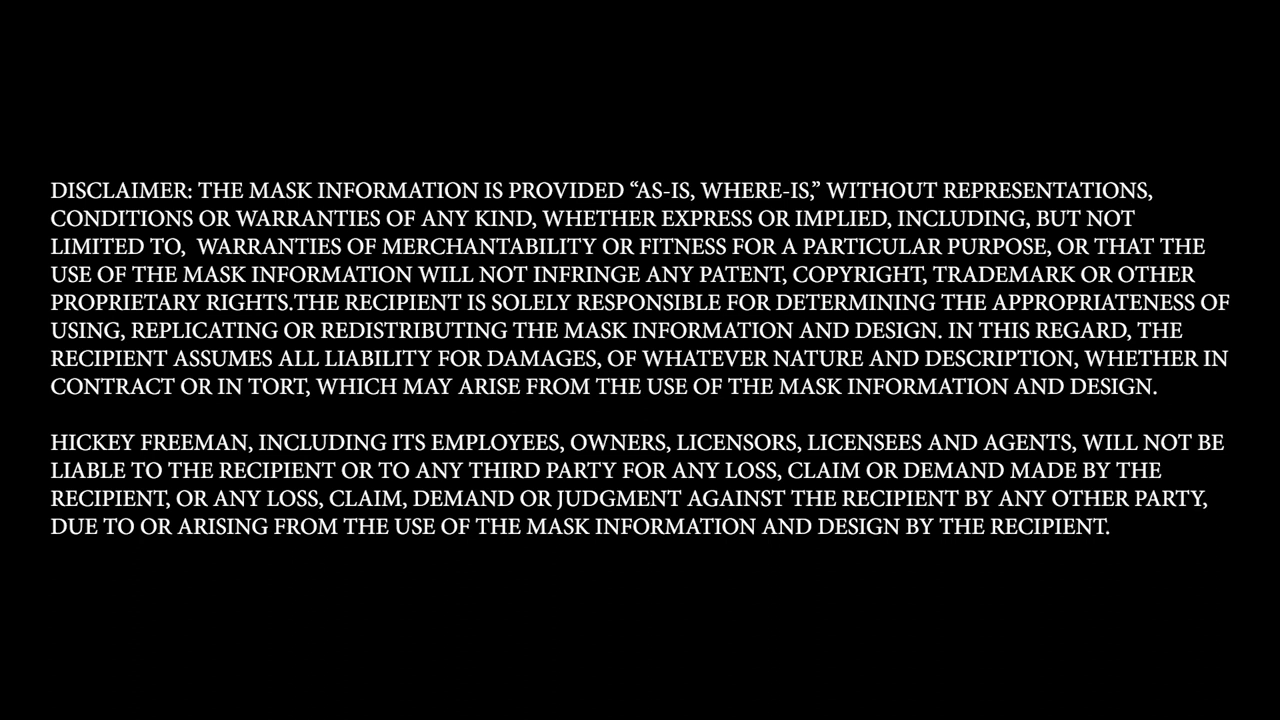 DISCLAIMER: THE MASK INFORMATION IS PROVIDED “AS-IS, WHERE-IS,” WITHOUT REPRESENTATIONS,
CONDITIONS OR WARRANTIES OF ANY KIND, WHETHER EXPRESS OR IMPLIED, INCLUDING, BUT NOT
LIMITED TO,  WARRANTIES OF MERCHANTABILITY OR FITNESS FOR A PARTICULAR PURPOSE, OR THAT THE
USE OF THE MASK INFORMATION WILL NOT INFRINGE ANY PATENT, COPYRIGHT, TRADEMARK OR OTHER
PROPRIETARY RIGHTS.THE RECIPIENT IS SOLELY RESPONSIBLE FOR DETERMINING THE APPROPRIATENESS OF
USING, REPLICATING OR REDISTRIBUTING THE MASK INFORMATION AND DESIGN. IN THIS REGARD, THE
RECIPIENT ASSUMES ALL LIABILITY FOR DAMAGES, OF WHATEVER NATURE AND DESCRIPTION, WHETHER IN
CONTRACT OR IN TORT, WHICH MAY ARISE FROM THE USE OF THE MASK INFORMATION AND DESIGN.
HICKEY FREEMAN, INCLUDING ITS EMPLOYEES, OWNERS, LICENSORS, LICENSEES AND AGENTS, WILL NOT BE
LIABLE TO THE RECIPIENT OR TO ANY THIRD PARTY FOR ANY LOSS, CLAIM OR DEMAND MADE BY THE
RECIPIENT, OR ANY LOSS, CLAIM, DEMAND OR JUDGMENT AGAINST THE RECIPIENT BY ANY OTHER PARTY,
DUE TO OR ARISING FROM THE USE OF THE MASK INFORMATION AND DESIGN BY THE RECIPIENT.